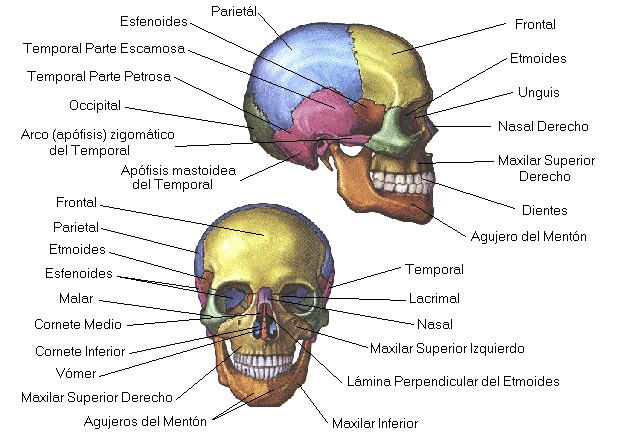 Parietál
Esfenoides
Temporal Parte Escamosa
Temporal Parte Petrosa
Occipital
Arco (apófisis) zigomático
del Temporal
Apófisis mastoidea
del Temporal
Frontal
Etmoides
Unguis
Nasal Derecho
Maxilar Superior
Derecho
Dientes
Agujero del Mentón
Frontal
Parietal
Etmoides
Esfenoides
Malar
Cornete Medio
Cornete Inferior
Vómer
Maxilar Superior Derecho
Agujeros del Mentón
Temporal
Lacrimal
Nasal
Maxilar Superior Izquierdo
Lámina Perpendicular del Etmoides
Maxilar Inferior